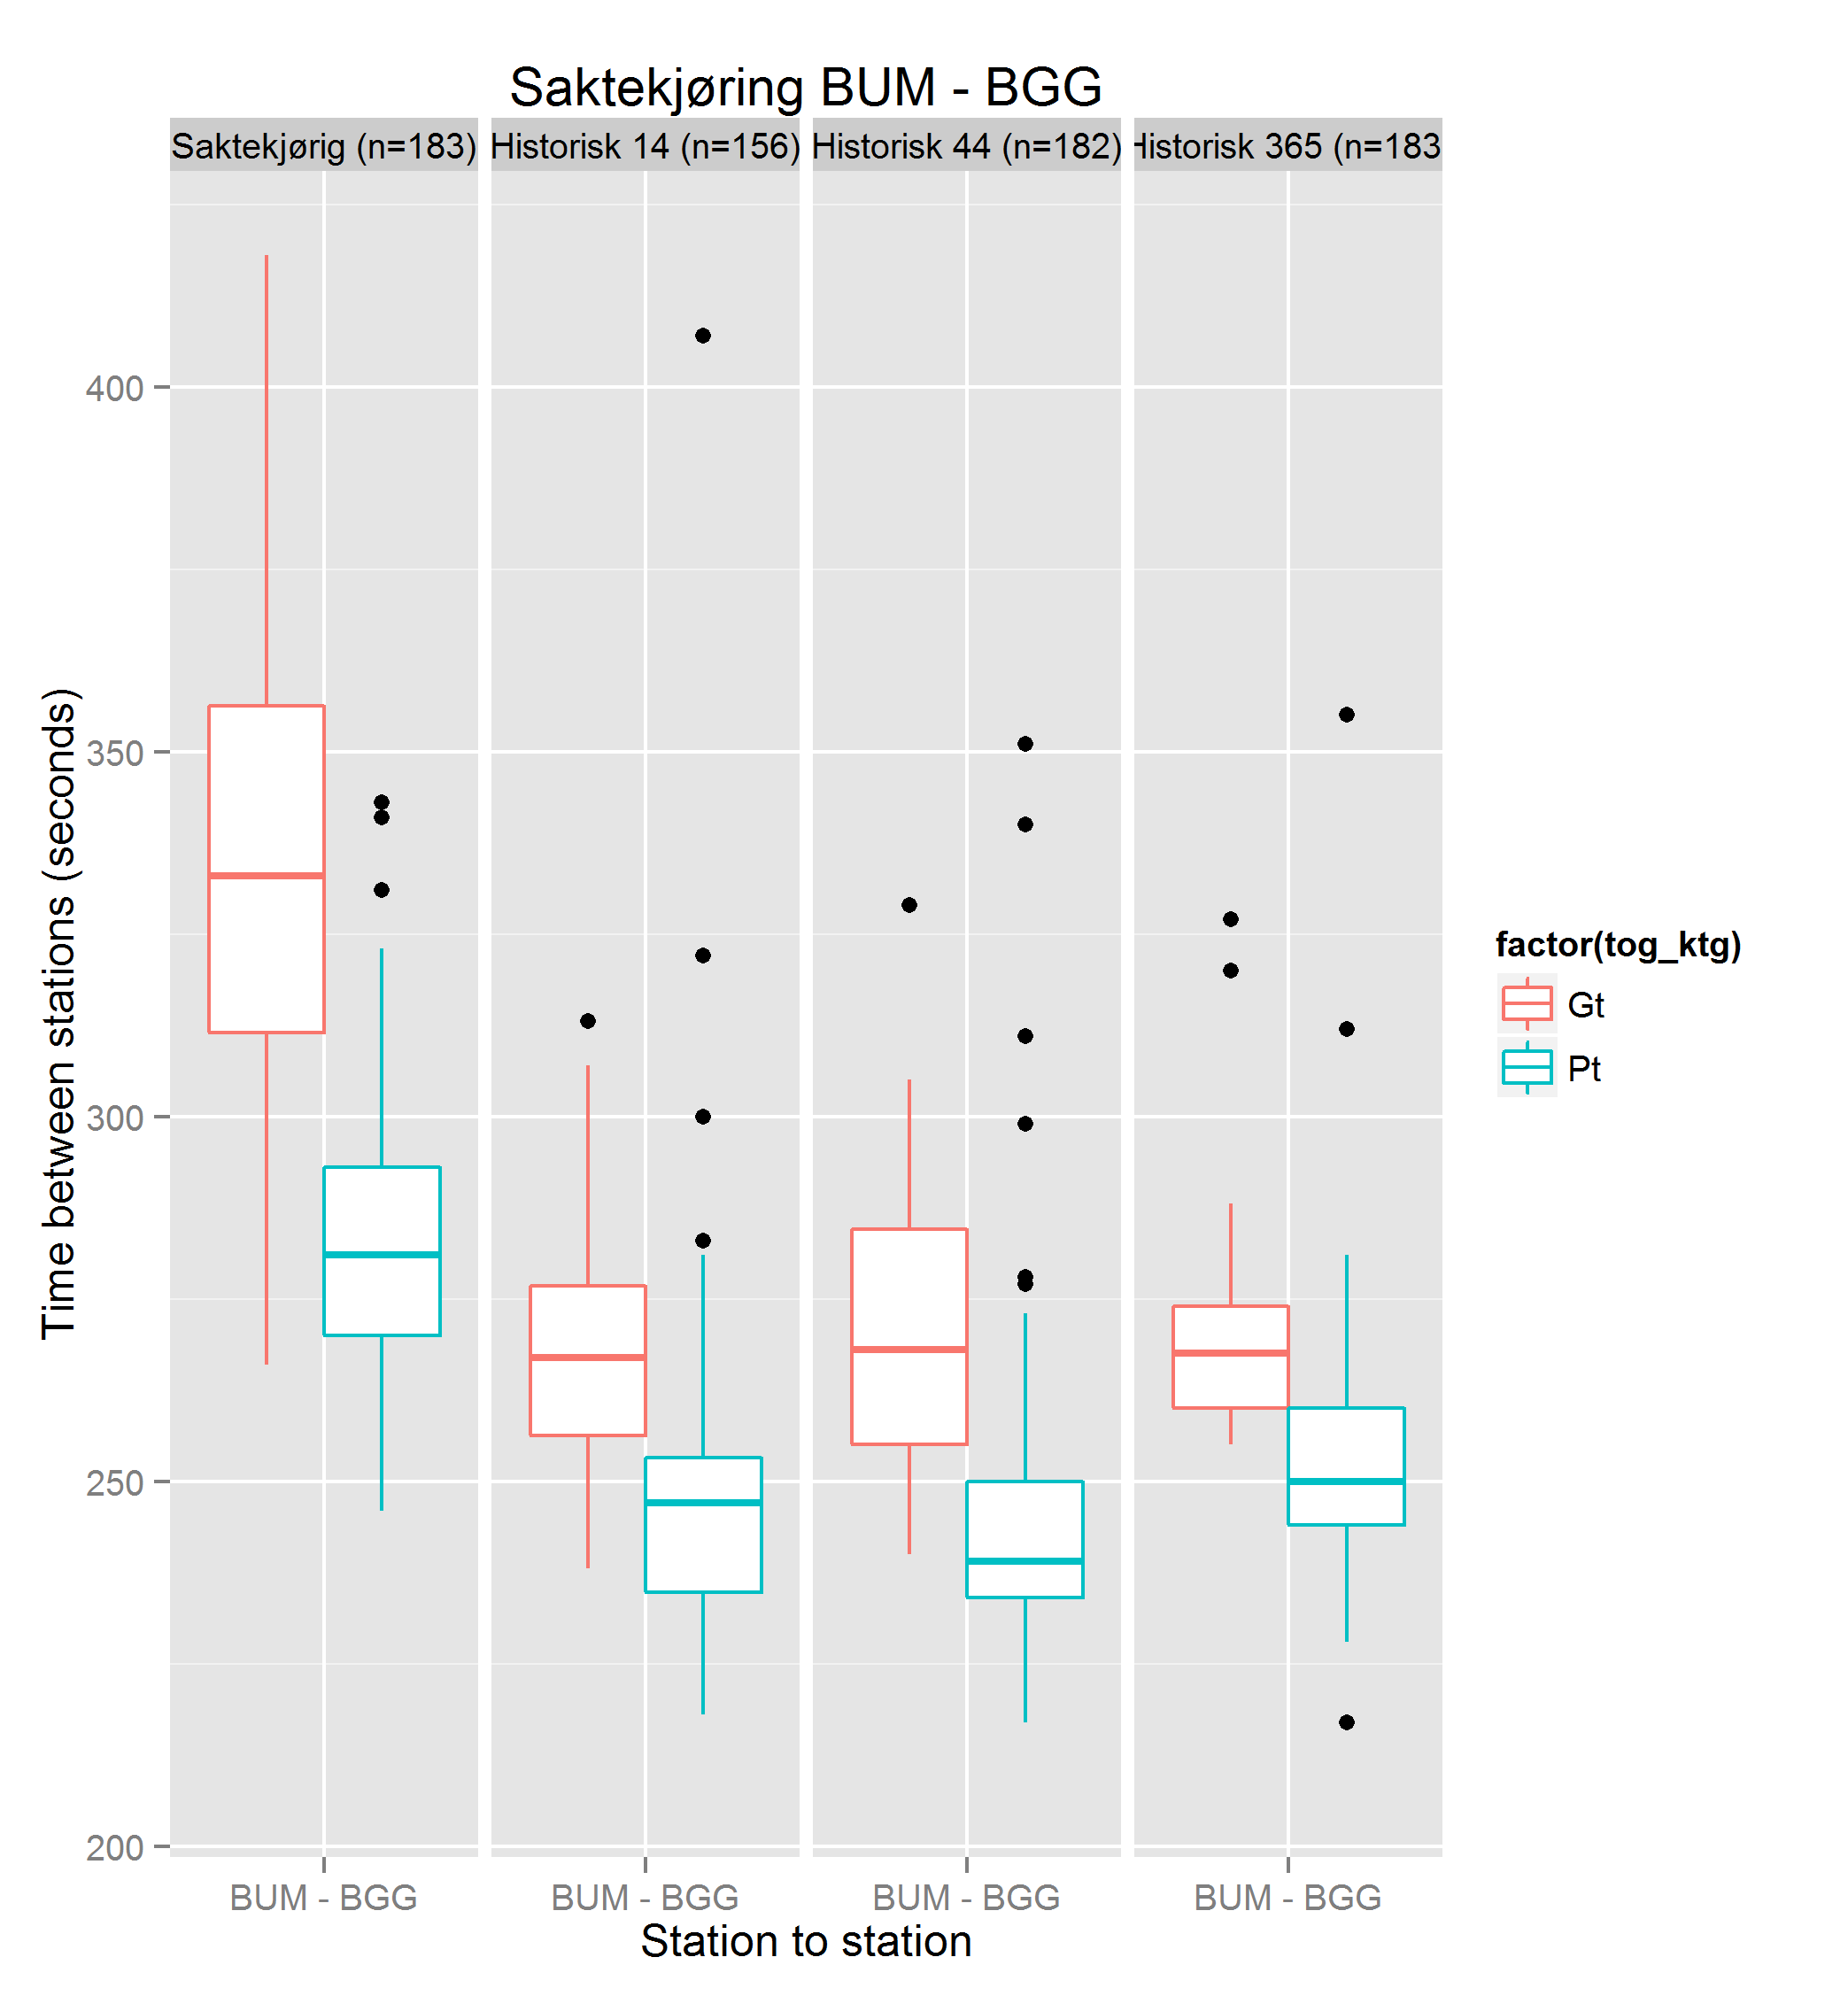 Saktekjøring BUM - BGG
Saktekjørig (n=183)
Historisk 14 (n=156)
Historisk 44 (n=182)
Historisk 365 (n=183
400
350
300
250
200
Time between stations (seconds)
BUM - BGG
BUM - BGG
BUM - BGG
BUM - BGG
Station to station
factor(tog_ktg)
Gt
Pt